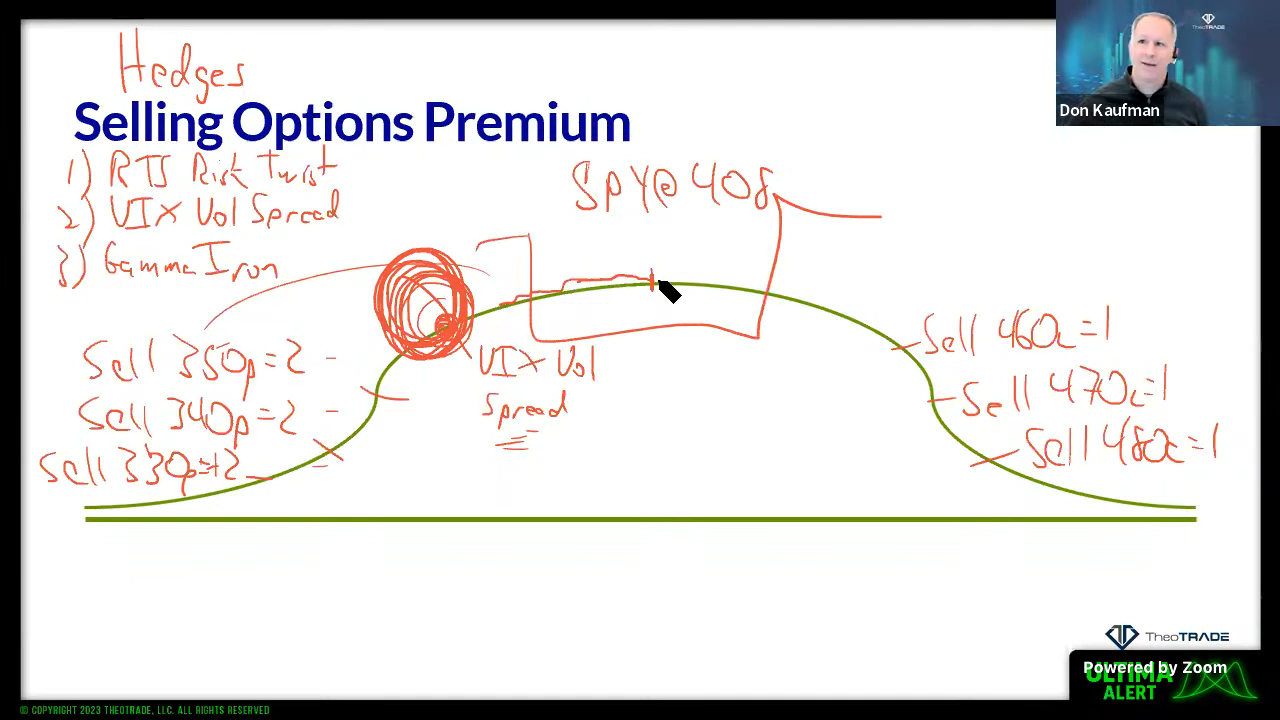 Hedges
Selling Options Premium
1) RTS Risk Twist
2) VIX Vol Spread
3) Gamma Iron
SPY@408
TheoTRADE
Don Kaufman
Sell 350p=2
Sell 340p=2
Sell 330p=2
VIX Vol
Spread
Sell 460c=1
Sell 470c=1
Sell 480c=1
TheoTRADE
Powered by Zoom
ULTIMA
ALERT
© COPYRIGHT 2023 THEOTRADE, LLC. ALL RIGHTS RESERVED